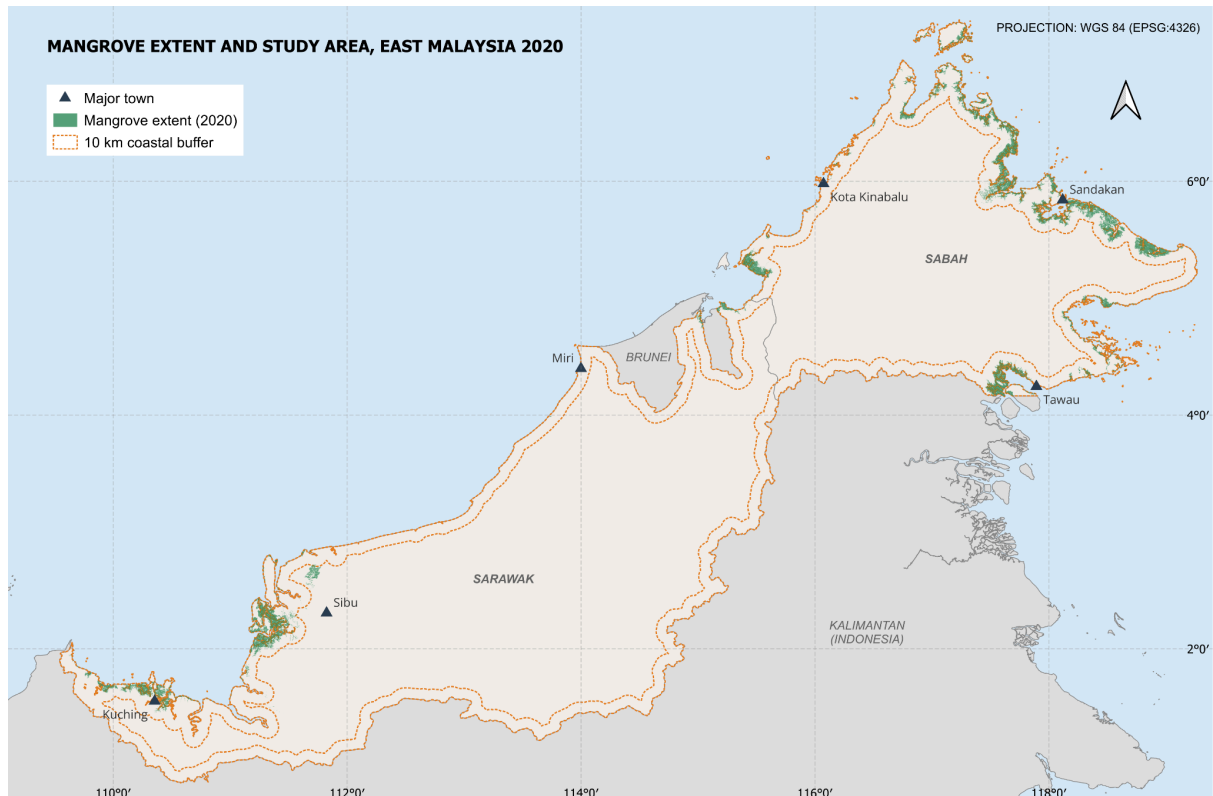 MANGROVE EXTENT AND STUDY AREA, EAST MALAYSIA 2020
PROJECTION: WGS 84 (EPSG:4326)
Major town
Mangrove extent (2020)
10 km coastal buffer
6°0′
Kota Kinabalu
Sandakan
SABAH
Miri
BRUNEI
Tawau
4°0′
SARAWAK
Sibu
KALIMANTAN
(INDONESIA)
2°0′
Kuching
110°0′
112°0′
114°0′
116°0′
118°0′